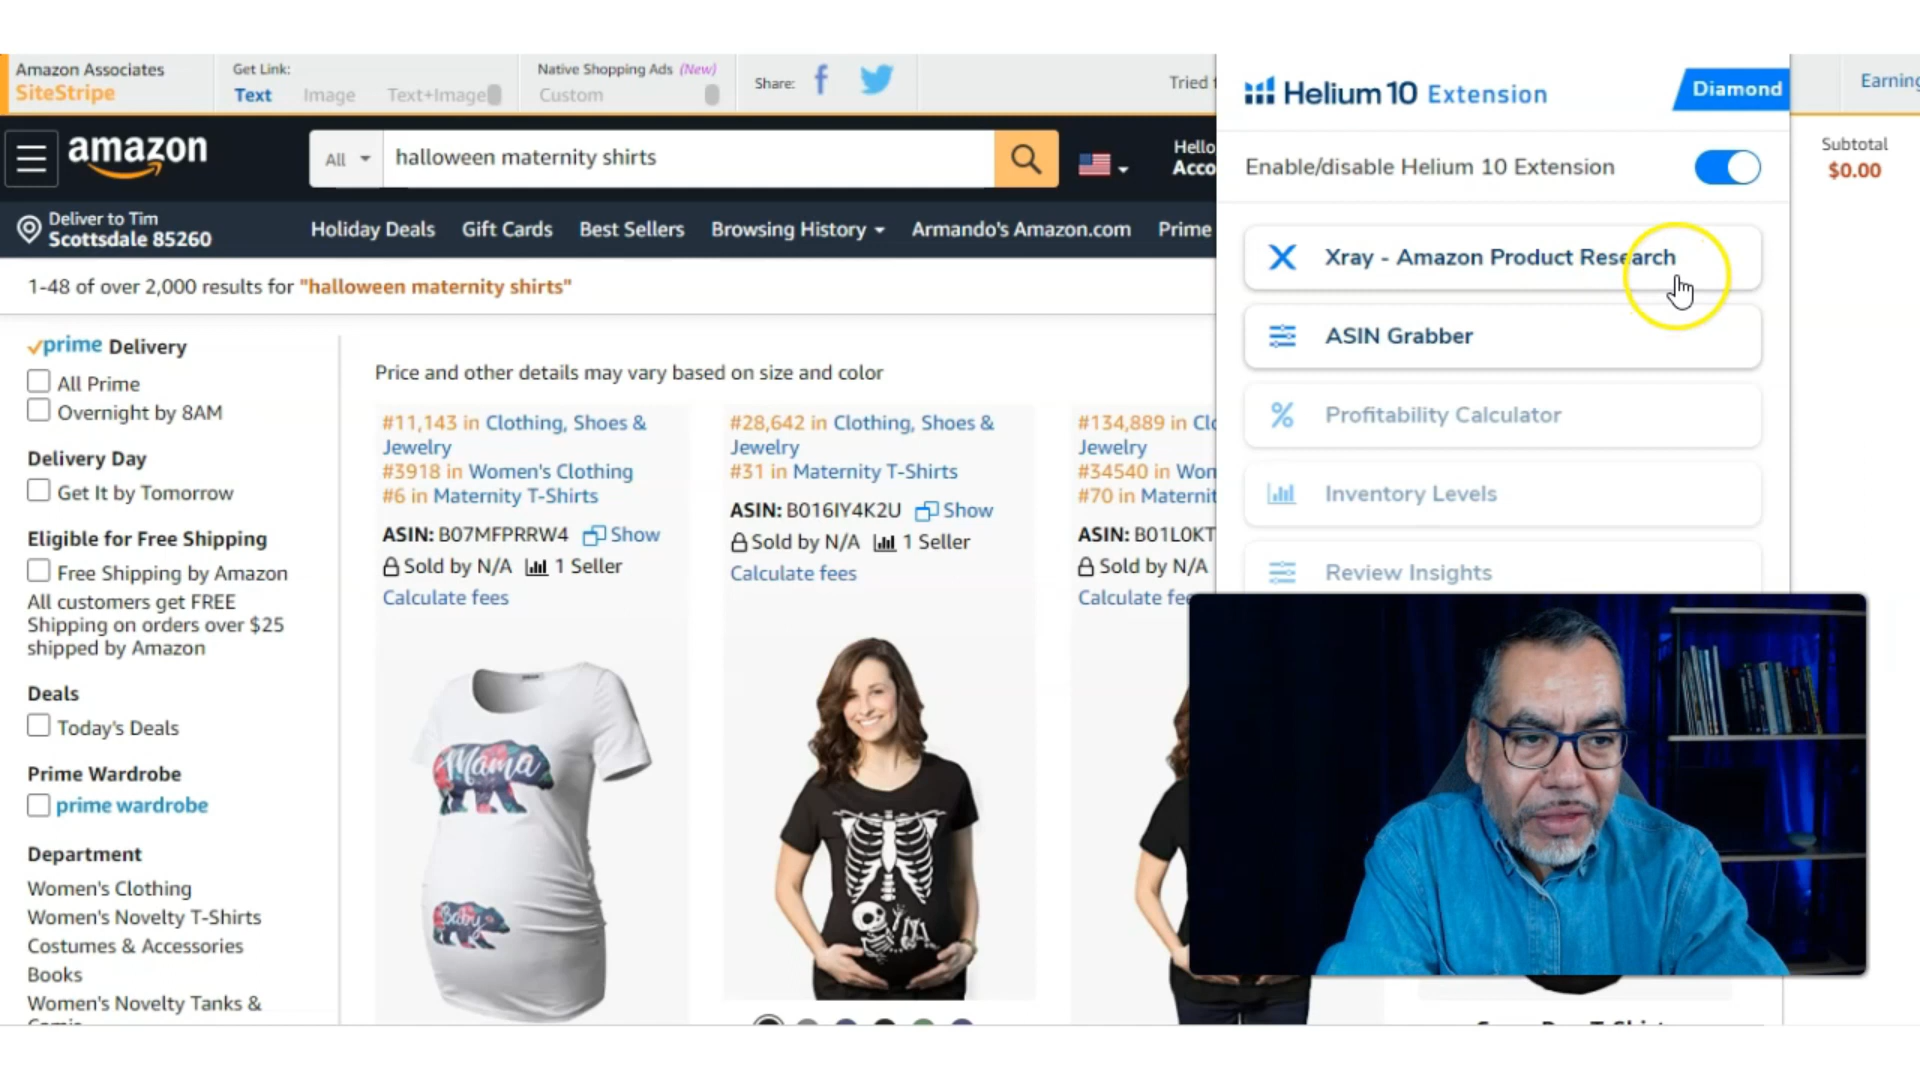 Amazon Associates
SiteStripe
Get Link:
Text Image Text+Image
Native Shopping Ads (New)
Custom
Share:
Tried
Helium 10 Extension
Diamond
Earning
amazon
All
halloween maternity shirts
Hello
Acco
Enable/disable Helium 10 Extension
Subtotal
$0.00
Deliver to Tim
Scottsdale 85260
Holiday Deals Gift Cards Best Sellers Browsing History Armando's Amazon.com Prime
1-48 of over 2,000 results for "halloween maternity shirts"
Xray - Amazon Product Research
ASIN Grabber
Profitability Calculator
Inventory Levels
Review Insights
prime Delivery
All Prime
Overnight by 8AM
Delivery Day
Get It by Tomorrow
Eligible for Free Shipping
Free Shipping by Amazon
All customers get FREE
Shipping on orders over $25
shipped by Amazon
Deals
Today's Deals
Prime Wardrobe
prime wardrobe
Department
Women's Clothing
Women's Novelty T-Shirts
Costumes & Accessories
Books
Women's Novelty Tanks &
Price and other details may vary based on size and color
#11,143 in Clothing, Shoes &
Jewelry
#3918 in Women's Clothing
#6 in Maternity T-Shirts
ASIN: B07MFPRRW4 Show
Sold by N/A 1 Seller
Calculate fees
Mama
Baby
#28,642 in Clothing, Shoes &
Jewelry
#31 in Maternity T-Shirts
ASIN: B016IY4K2U Show
Sold by N/A 1 Seller
Calculate fees
#134,889 in Clo
Jewelry
#34540 in Wom
#70 in Maternit
ASIN: B01L0KT
Sold by N/A
Calculate fe